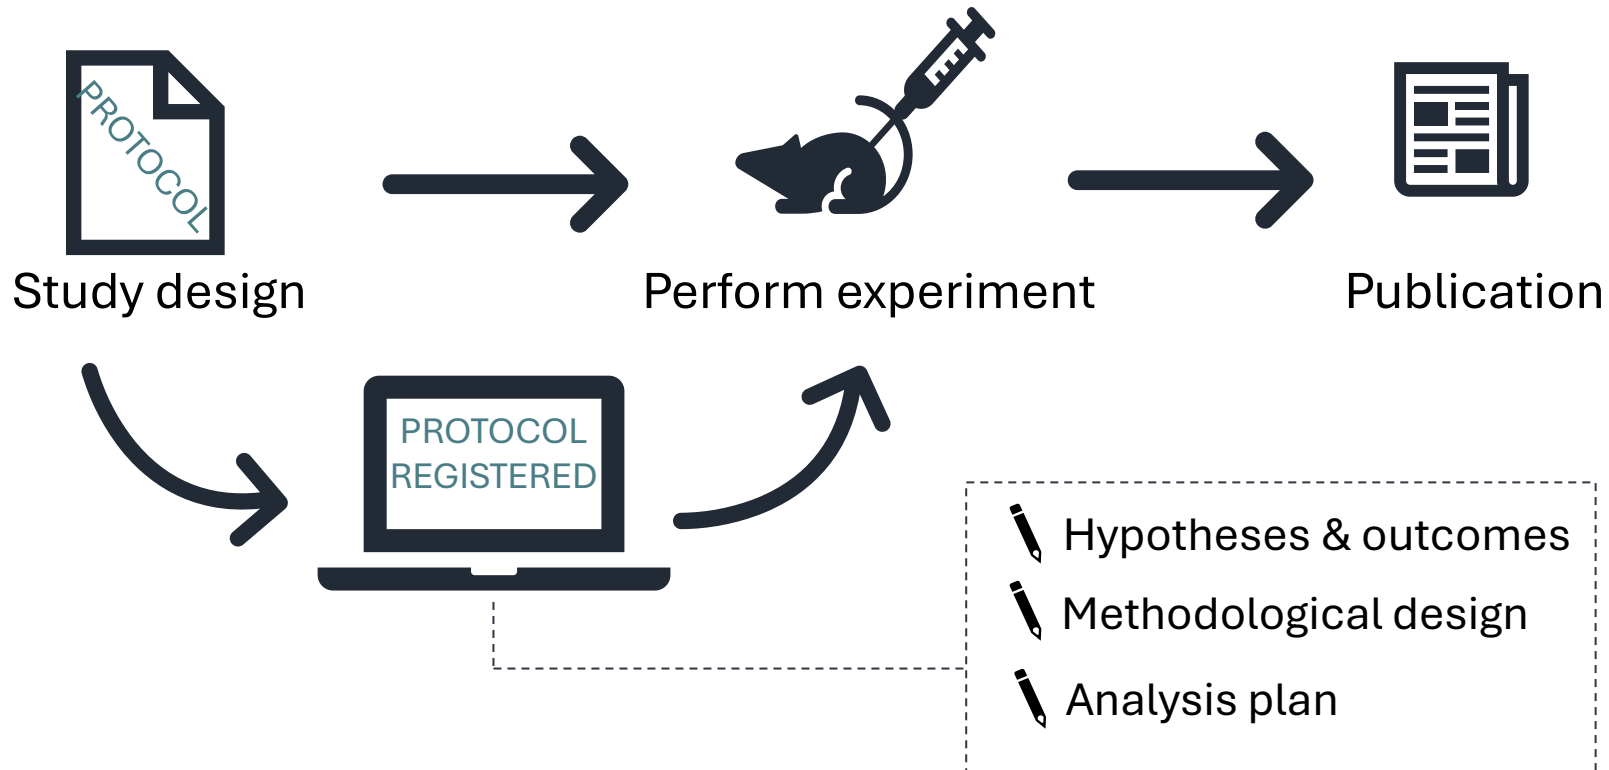 PROTOCOL
Study design
Perform experiment
Publication
PROTOCOL
REGISTERED
Hypotheses & outcomes
Methodological design
Analysis plan